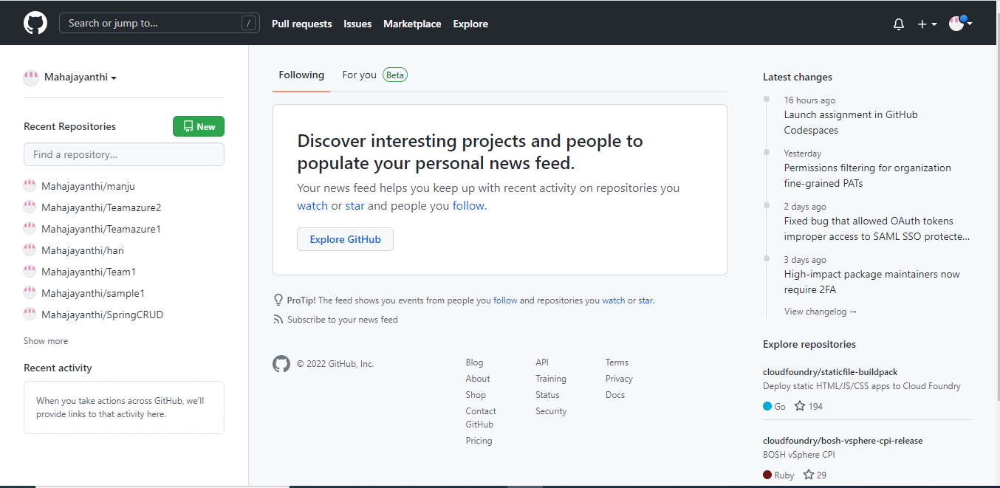 Search or jump to... /
Pull requests Issues Marketplace Explore
Mahajayanthi
Recent Repositories New
Find a repository...
Mahajayanthi/manju
Mahajayanthi/Teamazure2
Mahajayanthi/Teamazure1
Mahajayanthi/hari
Mahajayanthi/Team1
Mahajayanthi/sample1
Mahajayanthi/SpringCRUD
Show more
Recent activity
When you take actions across GitHub, we'll
provide links to that activity here.
Following For you Beta
Discover interesting projects and people to
populate your personal news feed.
Your news feed helps you keep up with recent activity on repositories you
watch or star and people you follow.
Explore GitHub
ProTip! The feed shows you events from people you follow and repositories you watch or star.
Subscribe to your news feed
© 2022 GitHub, Inc.
Blog
About
Shop
Contact
GitHub
Pricing
API
Training
Status
Security
Terms
Privacy
Docs
Latest changes
16 hours ago
Launch assignment in GitHub
Codespaces
Yesterday
Permissions filtering for organization
fine-grained PATs
2 days ago
Fixed bug that allowed OAuth tokens
improper access to SAML SSO protecte...
3 days ago
High-impact package maintainers now
require 2FA
View changelog →
Explore repositories
cloudfoundry/staticfile-buildpack
Deploy static HTML/JS/CSS apps to Cloud Foundry
Go 194
cloudfoundry/bosh-vsphere-cpi-release
BOSH vSphere CPI
Ruby 29